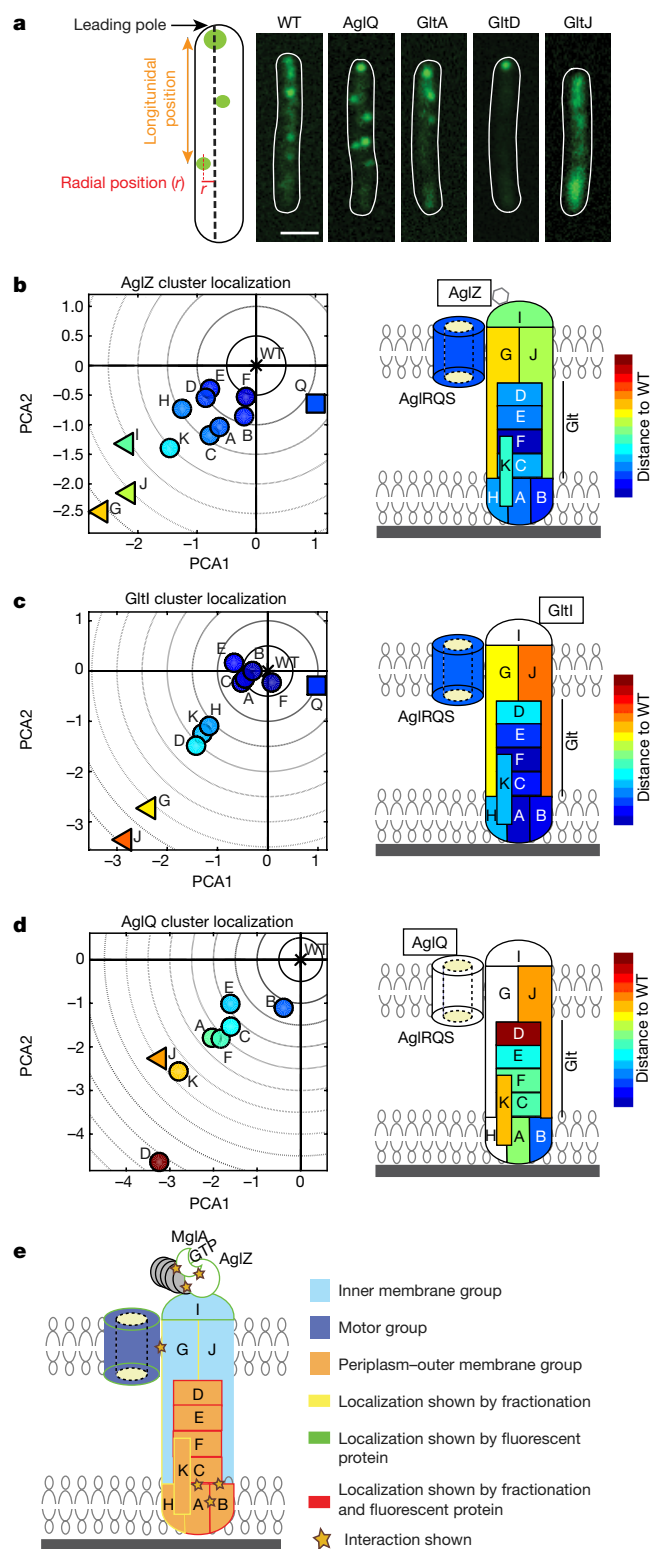 a
Leading pole
WT
AglQ
GltA
GltD
GltJ
Longitunidal
position
Radial position (r)
r
b
AglZ cluster localization
1.0
0.5
0
−0.5
−1.0
−1.5
−2.0
−2.5
PCA2
WT
E
D
F
H
Q
K
C
A
B
I
J
G
−2
−1
0
1
PCA1
AglZ
I
G
J
AglRQS
D
E
F
K
C
H
A
B
Glt
Distance to WT
c
GltI cluster localization
1
0
−1
−2
−3
PCA2
E
B
WT
C
A
F
Q
K
H
D
G
J
−3
−2
−1
0
1
PCA1
GltI
I
G
J
AglRQS
D
E
F
K
C
H
A
B
Glt
Distance to WT
d
AglQ cluster localization
0
−1
−2
−3
−4
PCA2
WT
E
B
A
C
F
J
K
D
−4
−3
−2
−1
0
PCA1
AglQ
I
G
J
AglRQS
D
E
F
K
C
H
A
B
Glt
Distance to WT
e
MglA
GTP
AglZ
I
G
J
D
E
F
K
C
H
A
B
Inner membrane group
Motor group
Periplasm–outer membrane group
Localization shown by fractionation
Localization shown by fluorescent
protein
Localization shown by fractionation
and fluorescent protein
Interaction shown